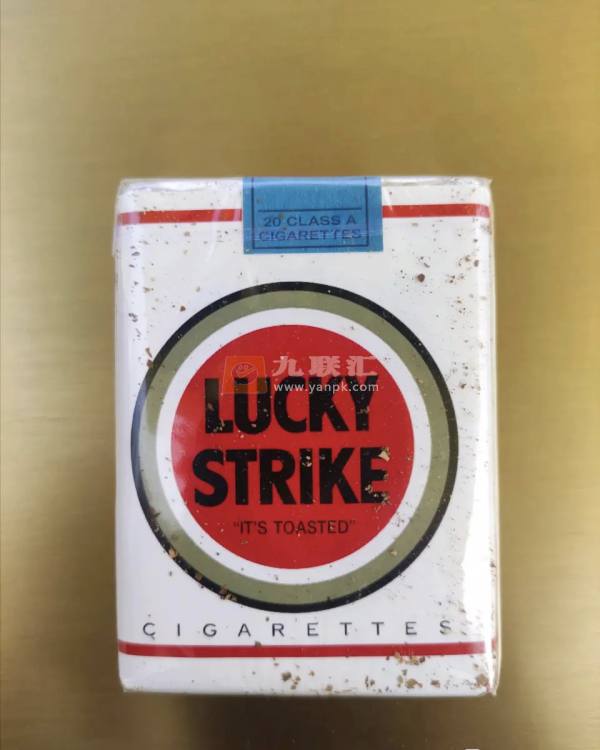 20 CLASS A
CIGARETTES
九联汇
www.yanpk.com
LUCKY
STRIKE
"IT'S TOASTED"
CIGARETTES